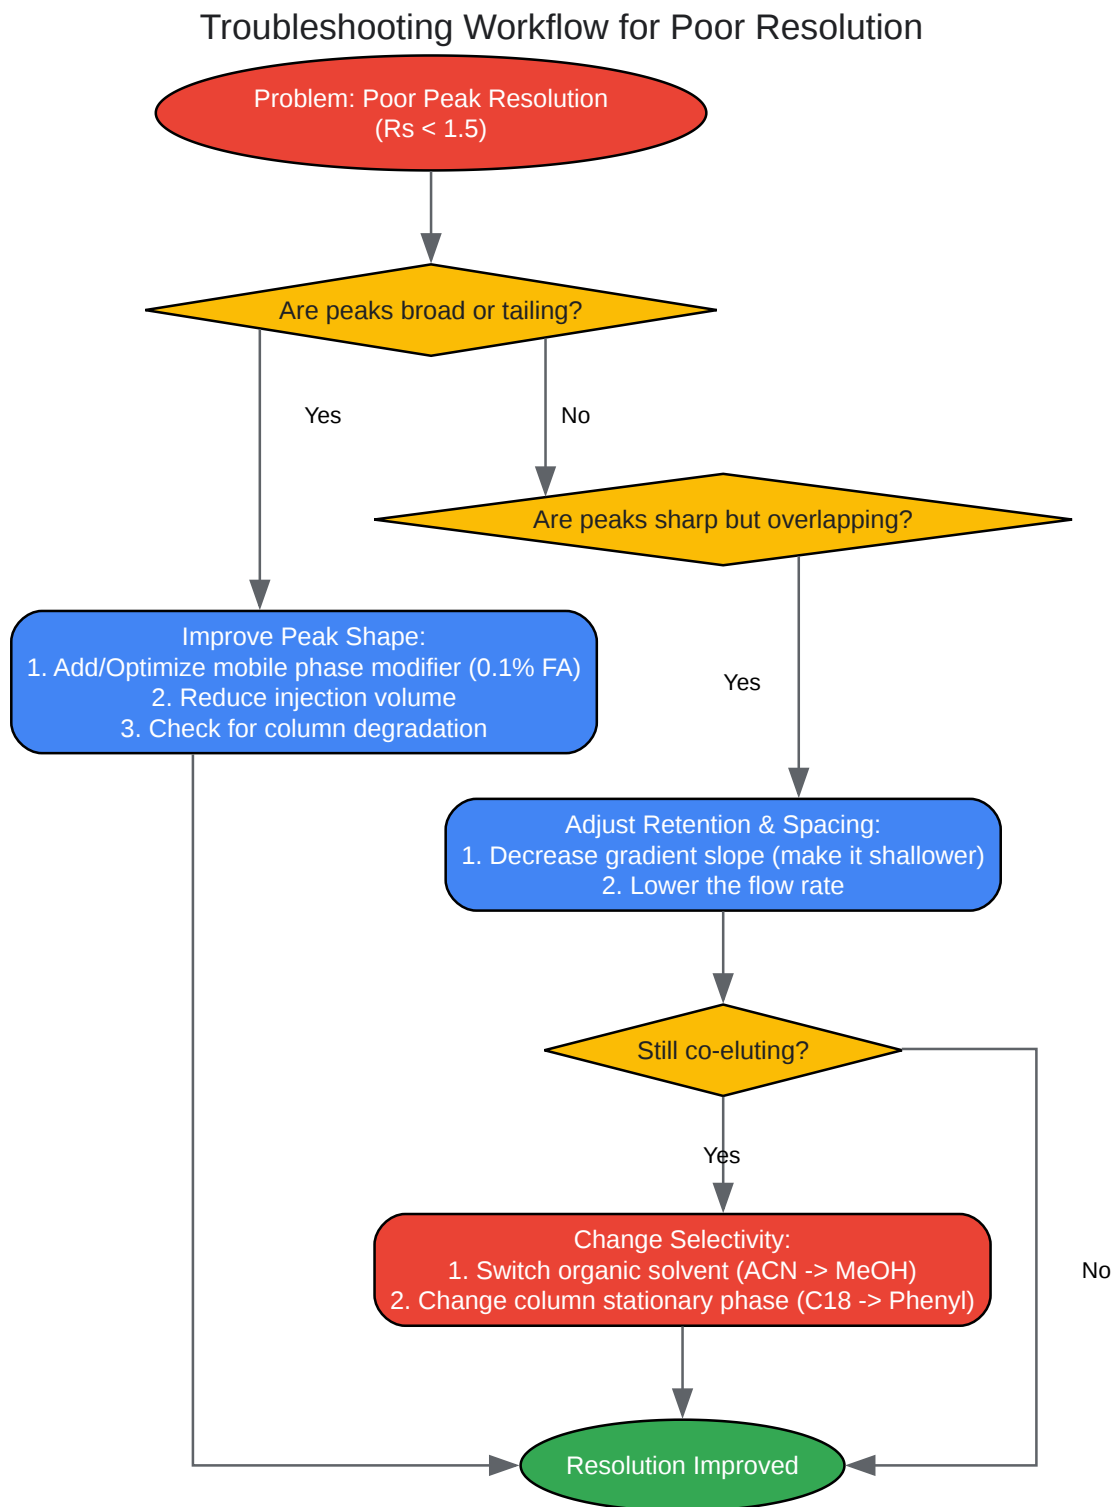 Troubleshooting Workflow for Poor Resolution
Problem: Poor Peak Resolution
(Rs < 1.5)
Are peaks broad or tailing?
Yes
No
Are peaks sharp but overlapping?
Improve Peak Shape:
1. Add/Optimize mobile phase modifier (0.1% FA)
2. Reduce injection volume
3. Check for column degradation
Yes
Adjust Retention & Spacing:
1. Decrease gradient slope (make it shallower)
2. Lower the flow rate
Still co-eluting?
Yes
Change Selectivity:
1. Switch organic solvent (ACN -> MeOH)
2. Change column stationary phase (C18 -> Phenyl)
No
Resolution Improved